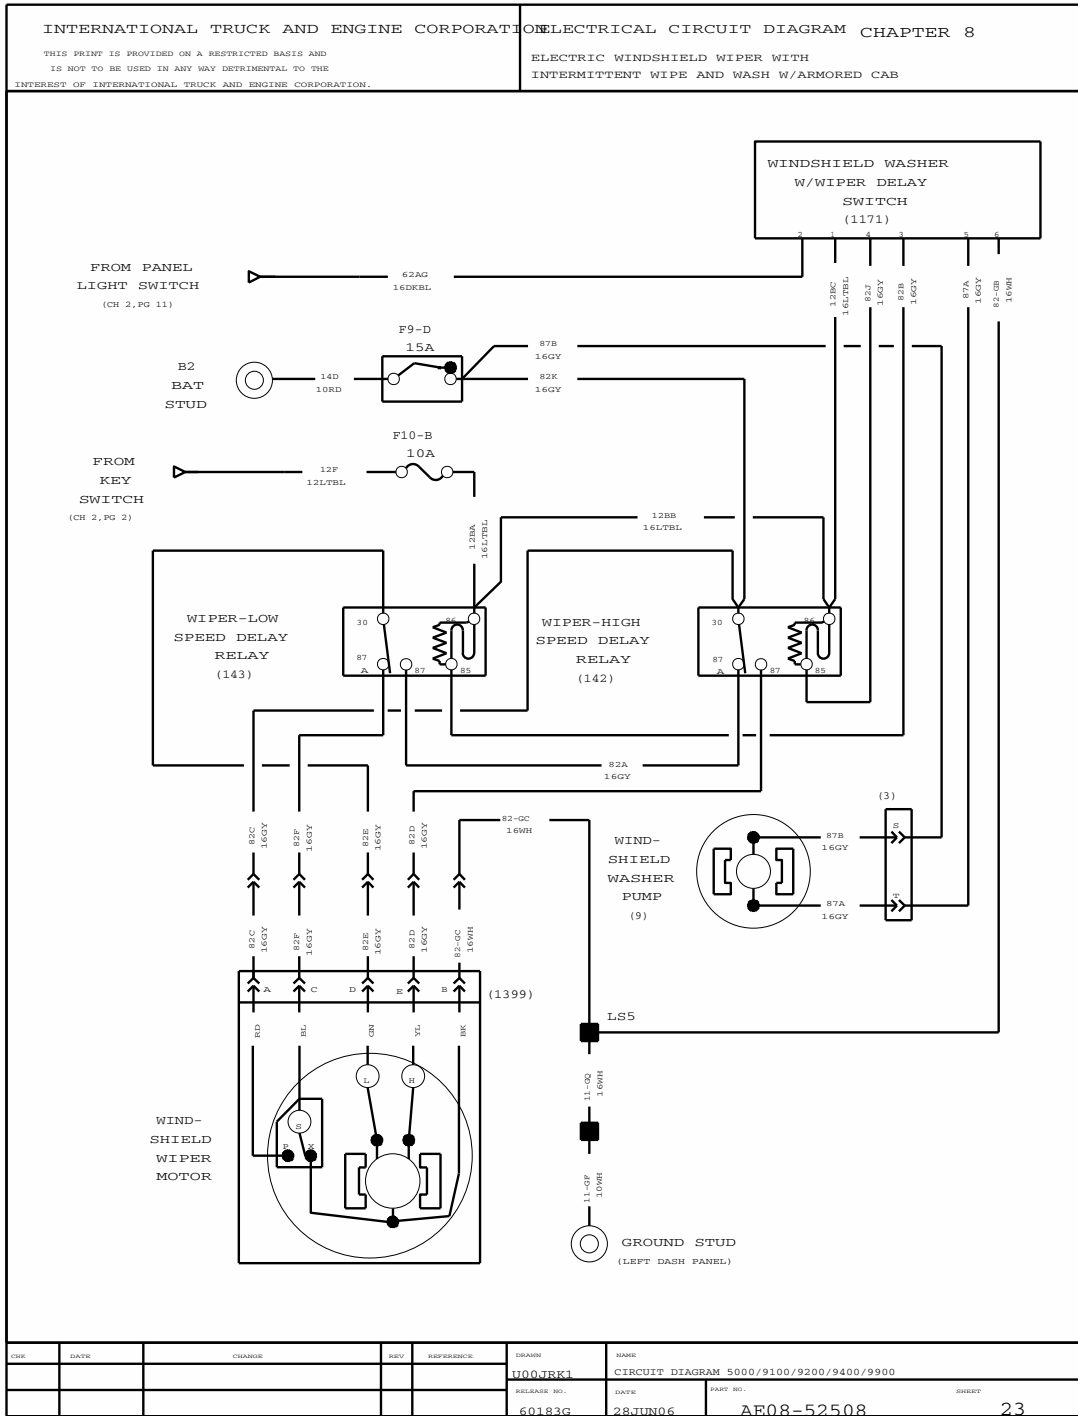 INTERNATIONAL TRUCK AND ENGINE CORPORATION
THIS PRINT IS PROVIDED ON A RESTRICTED BASIS AND
IS NOT TO BE USED IN ANY WAY DETRIMENTAL TO THE
INTEREST OF INTERNATIONAL TRUCK AND ENGINE CORPORATION.
ELECTRICAL CIRCUIT DIAGRAM CHAPTER 8
ELECTRIC WINDSHIELD WIPER WITH
INTERMITTENT WIPE AND WASH W/ARMORED CAB
WINDSHIELD WASHER
W/WIPER DELAY
SWITCH
(1171)
2 1 4 3 5 6
FROM PANEL
LIGHT SWITCH
(CH 2,PG 11)
62AG
16DKBL
12BC
16LTBL
82J
16GY
82B
16GY
87A
16GY
82-GB
16WH
F9-D
15A
B2
BAT
STUD
14D
10RD
87B
16GY
82K
16GY
F10-B
10A
FROM
KEY
SWITCH
(CH 2,PG 2)
12F
12LTBL
12BA
16LTBL
12BB
16LTBL
WIPER-LOW
SPEED DELAY
RELAY
(143)
30
86
87
A
87
85
WIPER-HIGH
SPEED DELAY
RELAY
(142)
30
86
87
A
87
85
82A
16GY
82C
16GY
82F
16GY
82E
16GY
82D
16GY
82-GC
16WH
(3)
WIND-
SHIELD
WASHER
PUMP
(9)
87B
16GY
S
87A
16GY
T
82C
16GY
82F
16GY
82E
16GY
82D
16GY
82-GC
16WH
A C D E B
(1399)
RD
BL
GN
YL
BK
LS5
11-GQ
16WH
L
H
S
P
X
WIND-
SHIELD
WIPER
MOTOR
11-GF
10WH
GROUND STUD
(LEFT DASH PANEL)
CHK DATE CHANGE REV REFERENCE
DRAWN
U00JRK1
NAME
CIRCUIT DIAGRAM 5000/9100/9200/9400/9900
RELEASE NO.
60183G
DATE
28JUN06
PART NO.
AE08-52508
SHEET
23